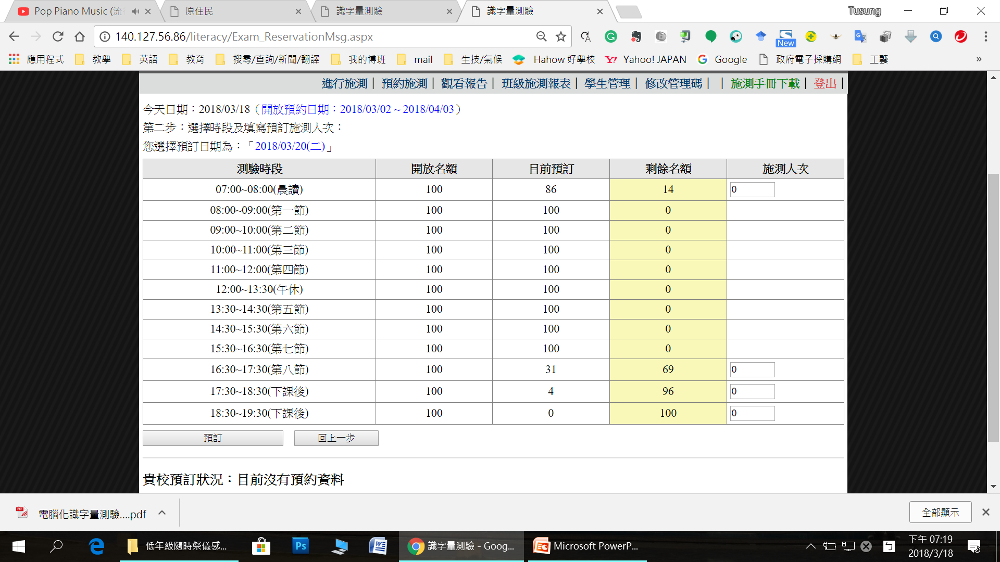 Pop Piano Music (流
原住民
識字量測驗
識字量測驗
Tusung
140.127.56.86/literacy/Exam_ReservationMsg.aspx
New
應用程式 教學 英語 教育 搜尋/查詢/新聞/翻譯 我的博班 mail 生技/氣候 Hahow 好學校 Yahoo! JAPAN Google 政府電子採購網 工藝 »
進行施測 | 預約施測 | 觀看報告 | 班級施測報表 | 學生管理 | 修改管理碼 | | 施測手冊下載 | 登出 |
今天日期：2018/03/18（開放預約日期：2018/03/02 ~ 2018/04/03）
第二步：選擇時段及填寫預訂施測人次：
您選擇預訂日期為：「2018/03/20(二)」
測驗時段 開放名額 目前預訂 剩餘名額 施測人次
07:00~08:00(晨讀) 100 86 14 0
08:00~09:00(第一節) 100 100 0
09:00~10:00(第二節) 100 100 0
10:00~11:00(第三節) 100 100 0
11:00~12:00(第四節) 100 100 0
12:00~13:30(午休) 100 100 0
13:30~14:30(第五節) 100 100 0
14:30~15:30(第六節) 100 100 0
15:30~16:30(第七節) 100 100 0
16:30~17:30(第八節) 100 31 69 0
17:30~18:30(下課後) 100 4 96 0
18:30~19:30(下課後) 100 0 100 0
預訂 回上一步
貴校預訂狀況：目前沒有預約資料
電腦化識字量測驗....pdf
全部顯示
低年級隨時祭儀感...
Ps
識字量測驗 - Goog...
Microsoft PowerP...
ㄅ
下午 07:19
2018/3/18